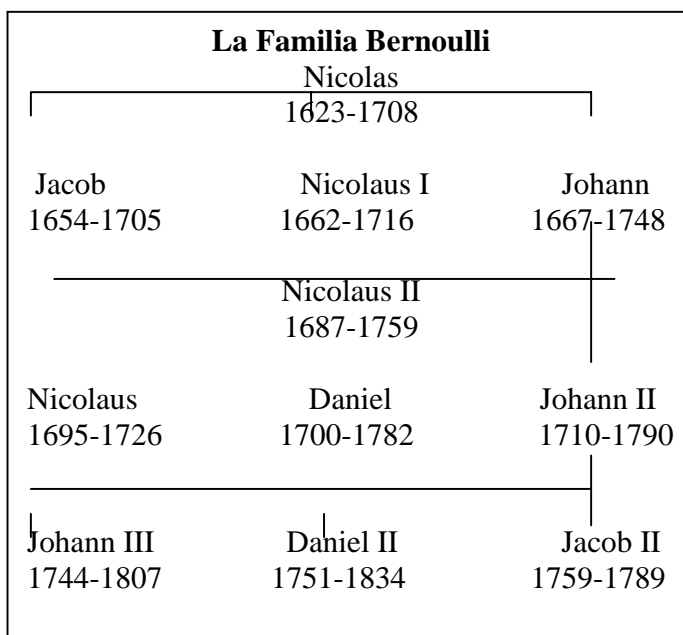 La Familia Bernoulli
Nicolas
1623-1708
Jacob Nicolaus I Johann
1654-1705 1662-1716 1667-1748
Nicolaus II
1687-1759
Nicolaus Daniel Johann II
1695-1726 1700-1782 1710-1790
Johann III Daniel II Jacob II
1744-1807 1751-1834 1759-1789